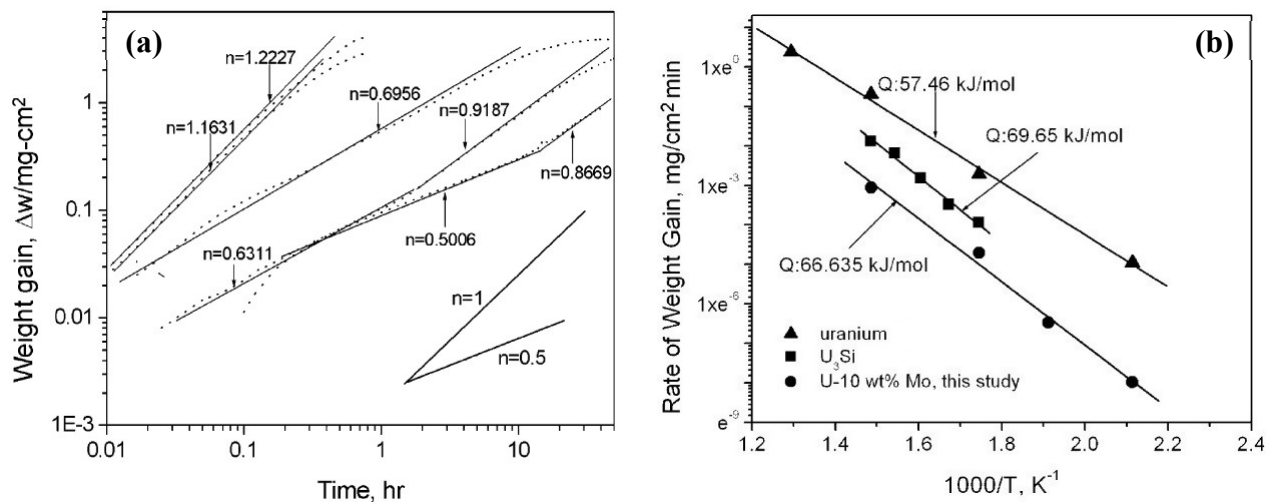 (a)
n=1.2227
n=1.1631
n=0.6956
n=0.9187
n=0.8669
n=0.6311
n=0.5006
n=1
n=0.5
1
0.1
0.01
1E-3
0.01
0.1
1
10
Weight gain, Δw/mg-cm²
Time, hr
(b)
Q:57.46 kJ/mol
Q:69.65 kJ/mol
Q:66.635 kJ/mol
uranium
U₃Si
U-10 wt% Mo, this study
1xe⁰
1xe⁻³
1xe⁻⁶
e⁻⁹
1.2
1.4
1.6
1.8
2.0
2.2
2.4
Rate of Weight Gain, mg/cm² min
1000/T, K⁻¹